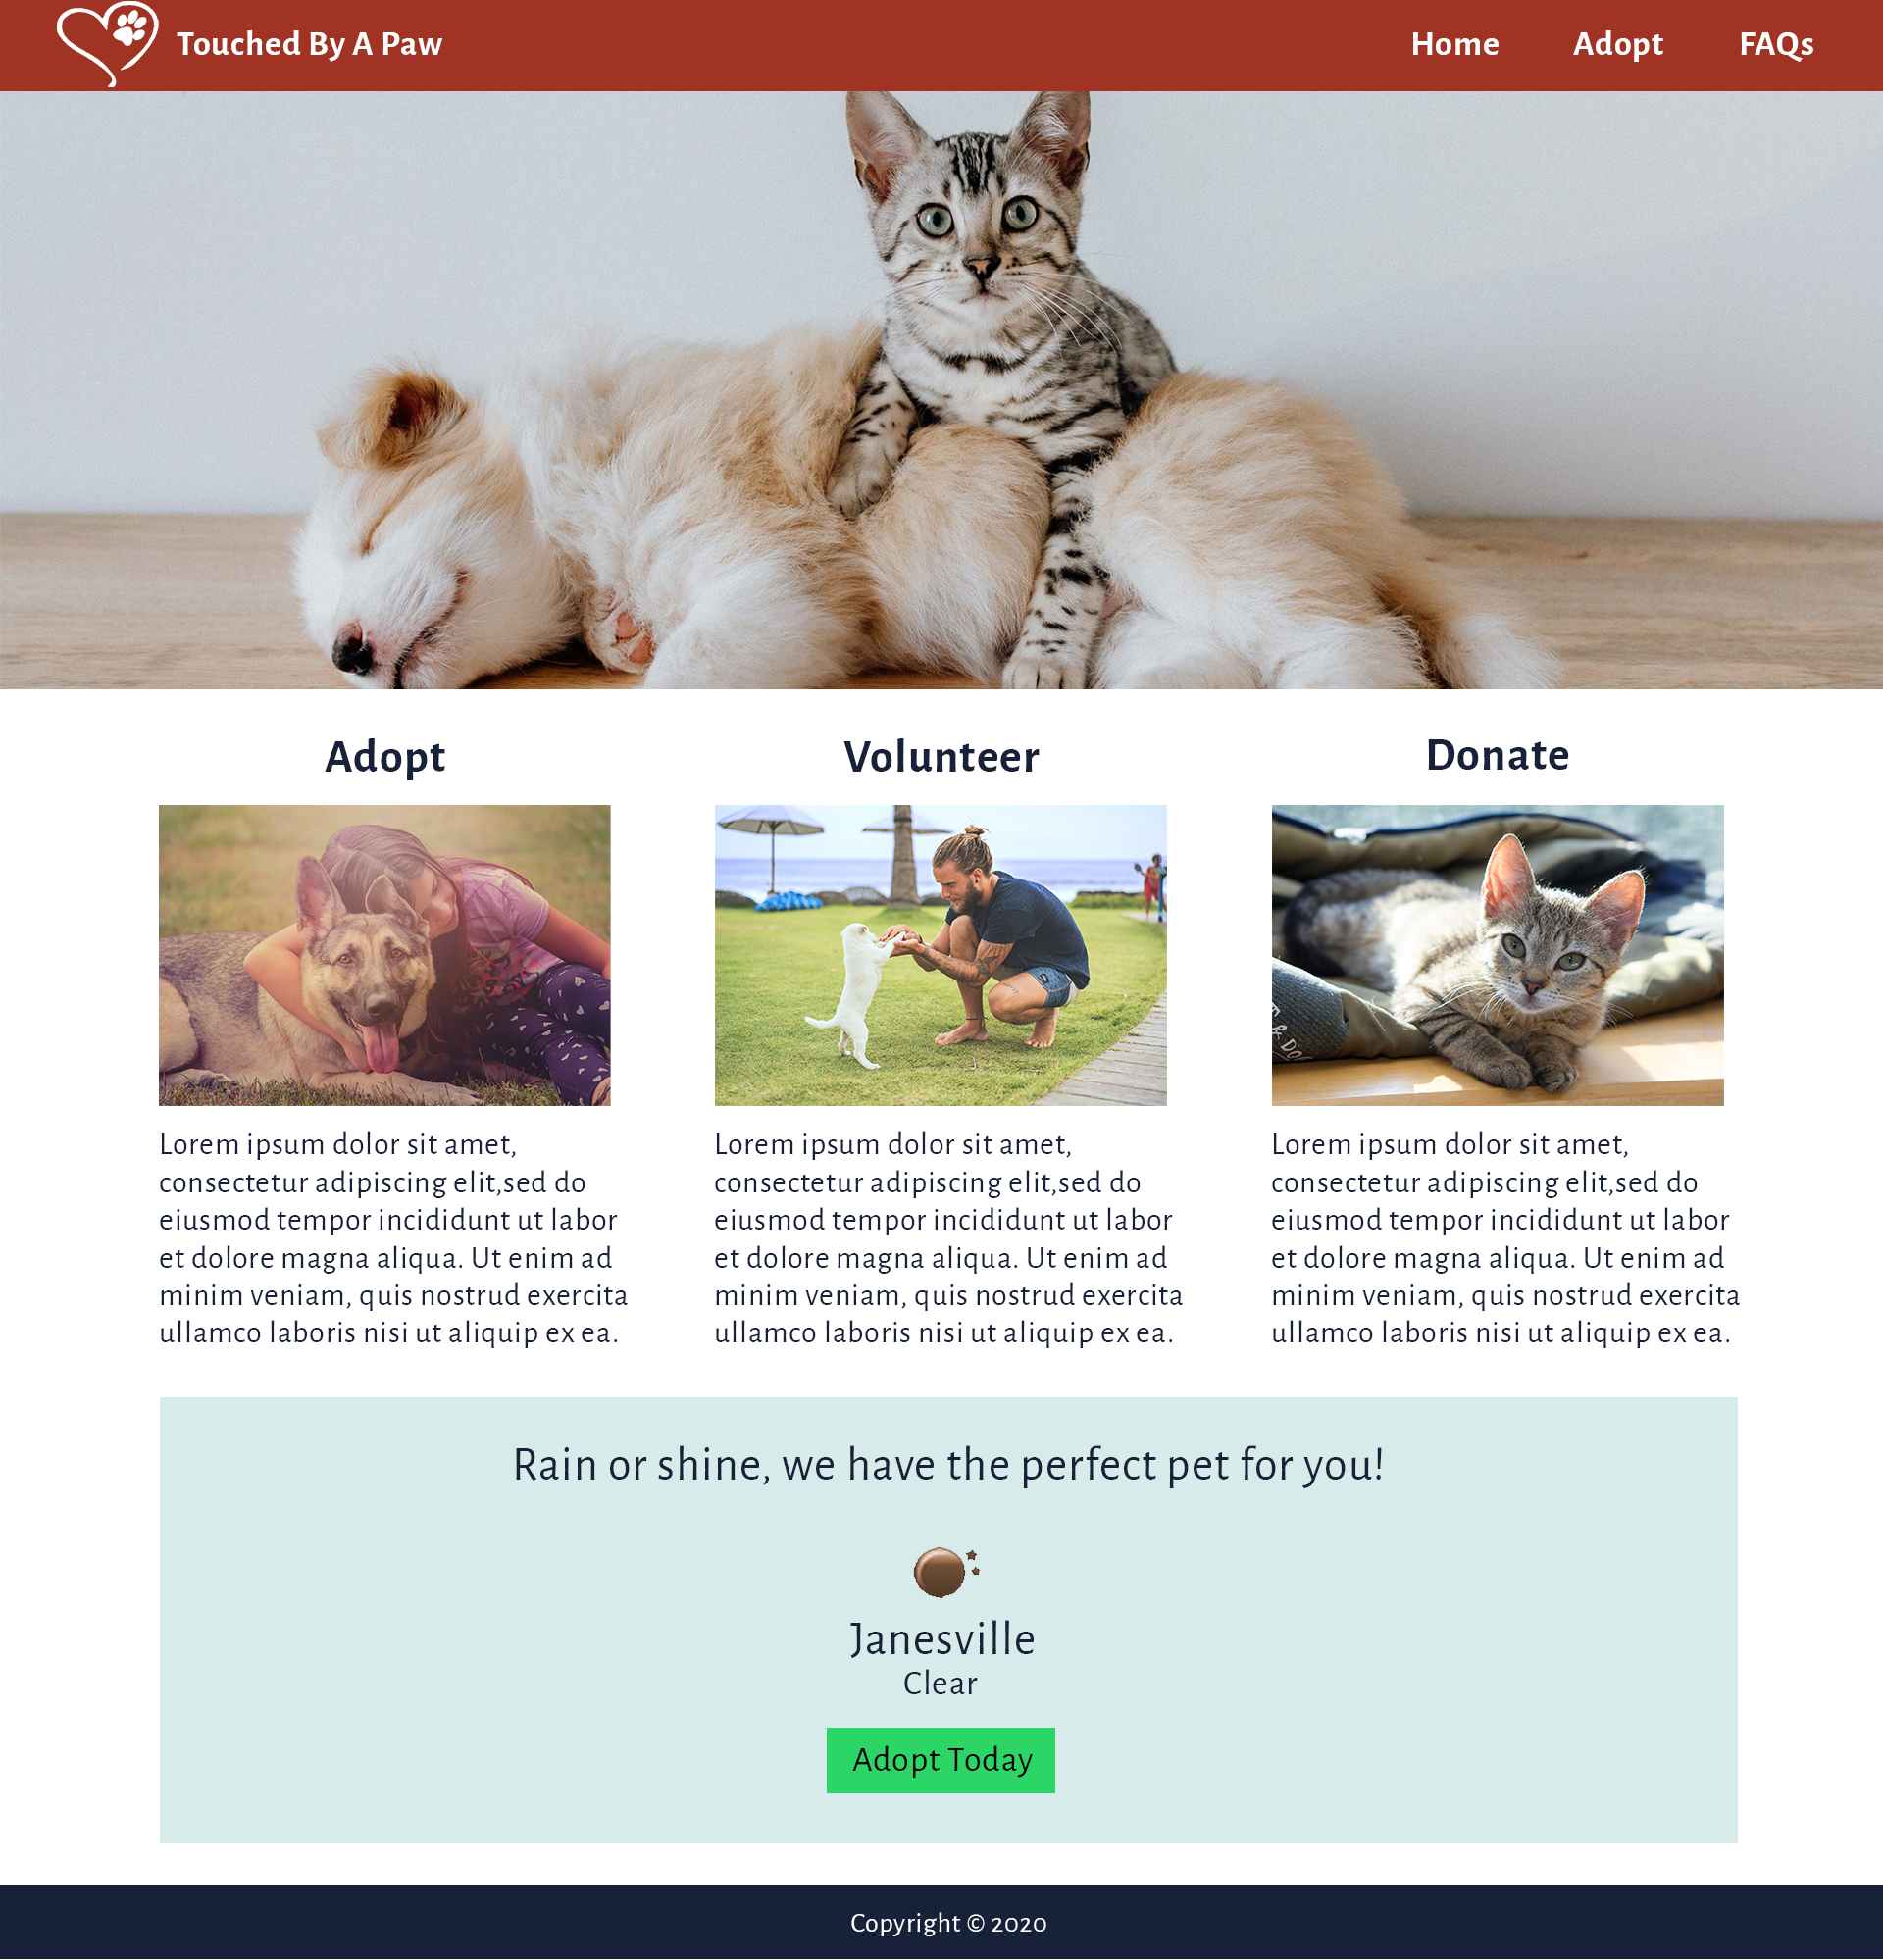 Touched By A Paw
Home Adopt FAQs
Adopt
Volunteer
Donate
Lorem ipsum dolor sit amet,
consectetur adipiscing elit,sed do
eiusmod tempor incididunt ut labor
et dolore magna aliqua. Ut enim ad
minim veniam, quis nostrud exercita
ullamco laboris nisi ut aliquip ex ea.
Lorem ipsum dolor sit amet,
consectetur adipiscing elit,sed do
eiusmod tempor incididunt ut labor
et dolore magna aliqua. Ut enim ad
minim veniam, quis nostrud exercita
ullamco laboris nisi ut aliquip ex ea.
Lorem ipsum dolor sit amet,
consectetur adipiscing elit,sed do
eiusmod tempor incididunt ut labor
et dolore magna aliqua. Ut enim ad
minim veniam, quis nostrud exercita
ullamco laboris nisi ut aliquip ex ea.
Rain or shine, we have the perfect pet for you!
Janesville
Clear
Adopt Today
Copyright © 2020